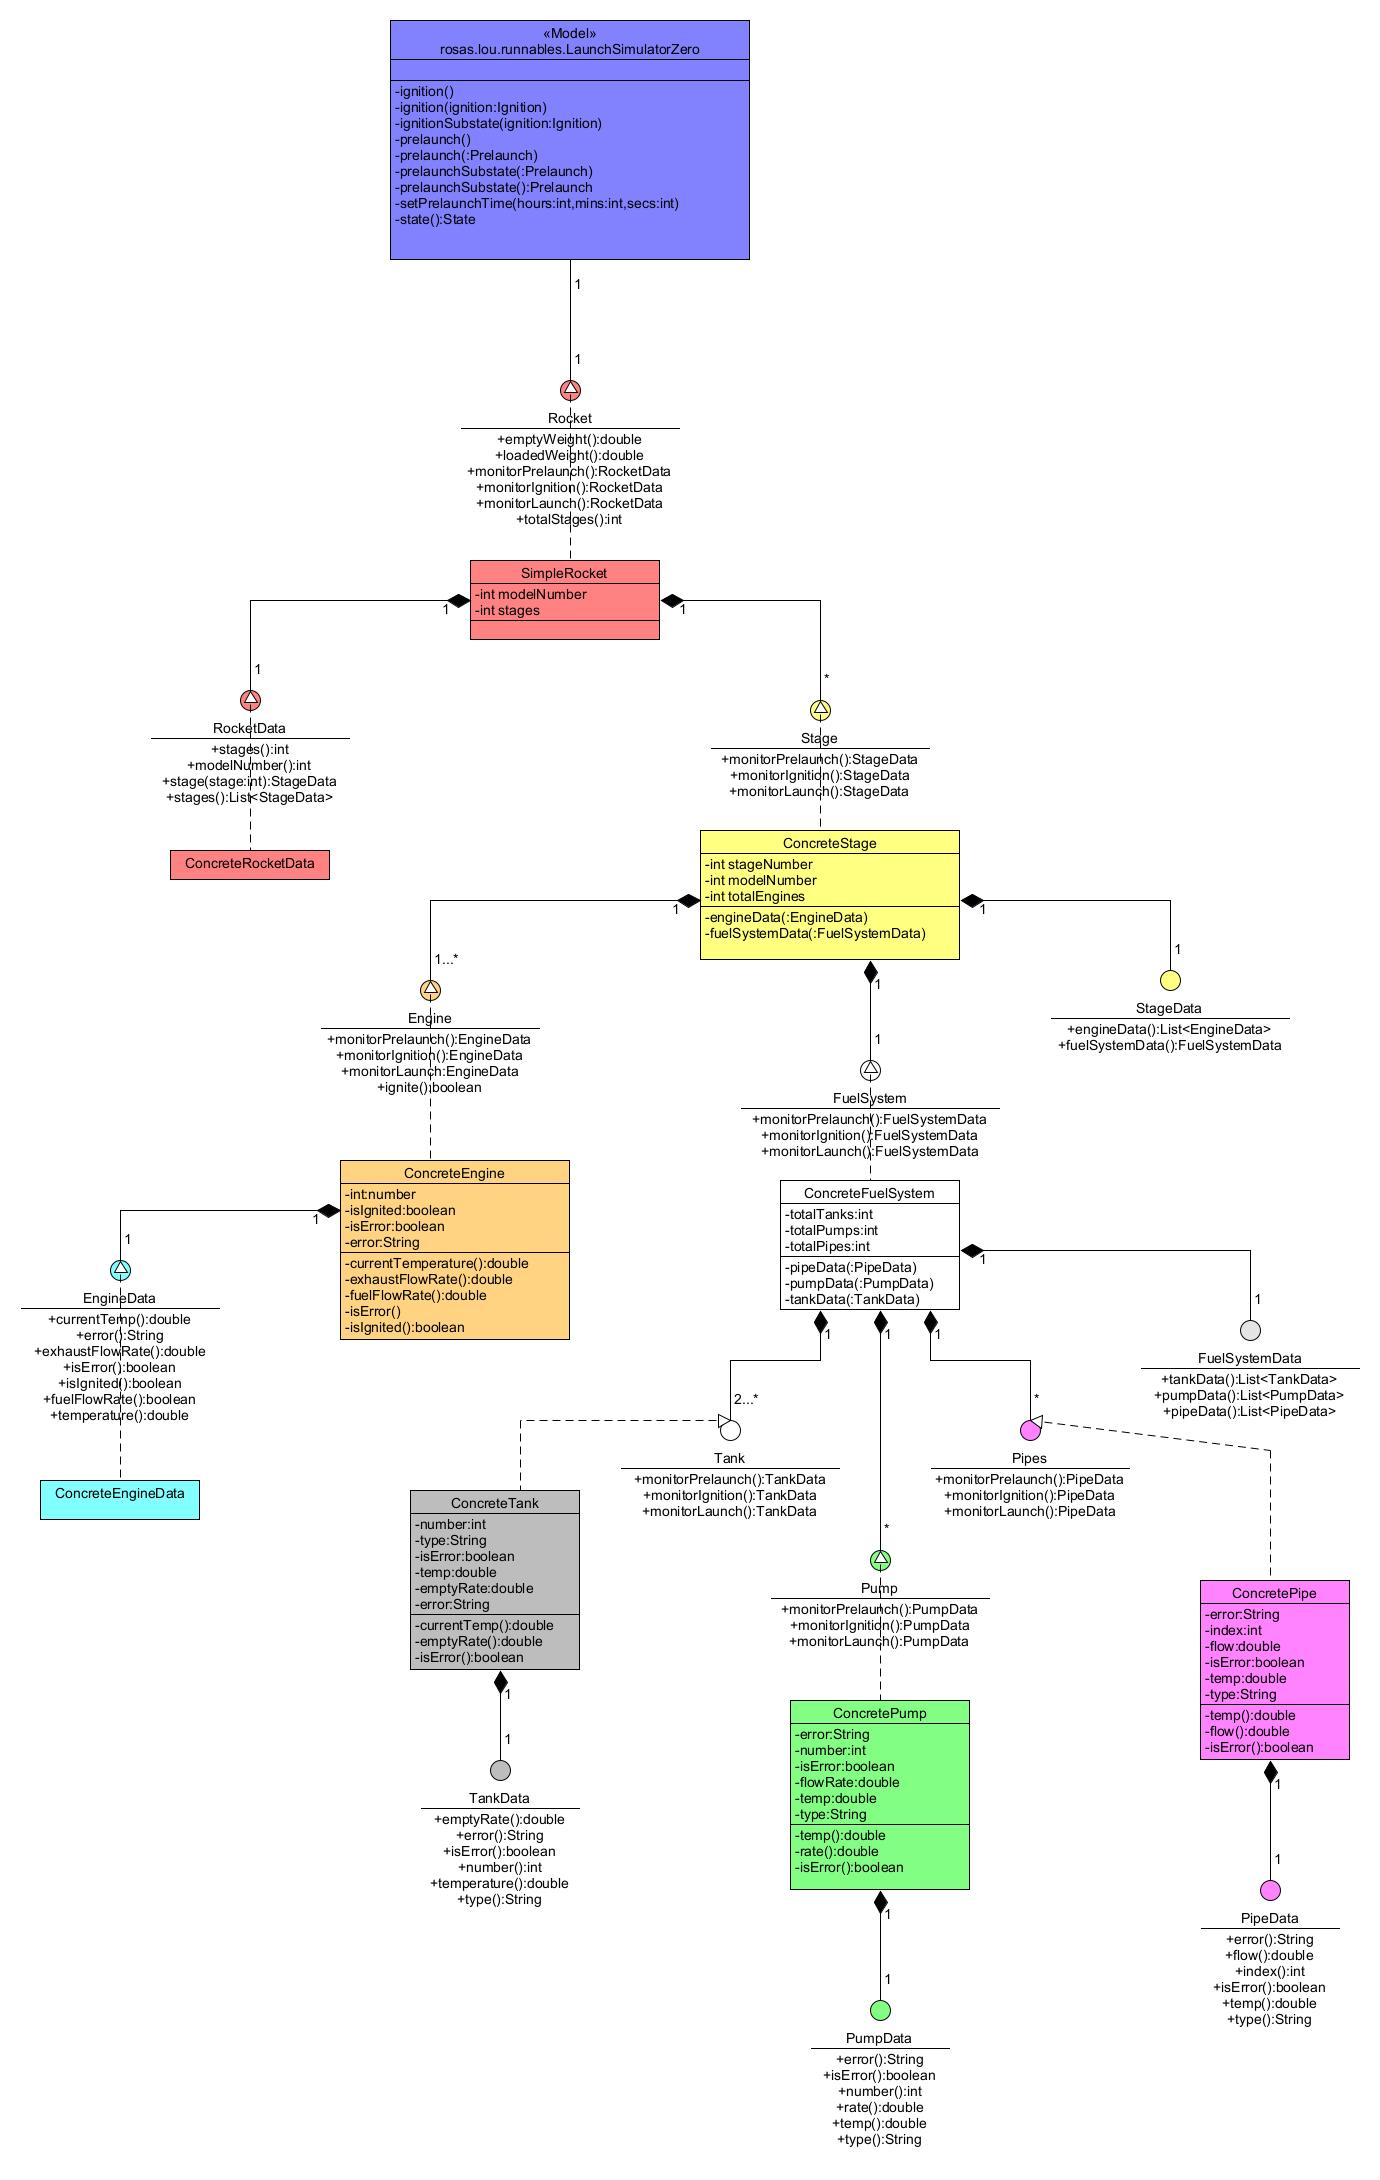 «Model»
rosas.lou.runnables.LaunchSimulatorZero
-ignition()
-ignition(ignition:Ignition)
-ignitionSubstate(ignition:Ignition)
-prelaunch()
-prelaunch(:Prelaunch)
-prelaunchSubstate(:Prelaunch)
-prelaunchSubstate():Prelaunch
-setPrelaunchTime(hours:int,mins:int,secs:int)
-state():State
1
1
Rocket
+emptyWeight():double
+loadedWeight():double
+monitorPrelaunch():RocketData
+monitorIgnition():RocketData
+monitorLaunch():RocketData
+totalStages():int
SimpleRocket
-int modelNumber
-int stages
1
1
1
*
RocketData
+stages():int
+modelNumber():int
+stage(stage:int):StageData
+stages():List<StageData>
ConcreteRocketData
Stage
+monitorPrelaunch():StageData
+monitorIgnition():StageData
+monitorLaunch():StageData
ConcreteStage
-int stageNumber
-int modelNumber
-int totalEngines
-engineData(:EngineData)
-fuelSystemData(:FuelSystemData)
1
1
1
1...*
1
1
Engine
+monitorPrelaunch():EngineData
+monitorIgnition():EngineData
+monitorLaunch:EngineData
+ignite():boolean
StageData
+engineData():List<EngineData>
+fuelSystemData():FuelSystemData
FuelSystem
+monitorPrelaunch():FuelSystemData
+monitorIgnition():FuelSystemData
+monitorLaunch():FuelSystemData
ConcreteEngine
-int:number
-isIgnited:boolean
-isError:boolean
-error:String
-currentTemperature():double
-exhaustFlowRate():double
-fuelFlowRate():double
-isError()
-isIgnited():boolean
1
1
EngineData
+currentTemp():double
+error():String
+exhaustFlowRate():double
+isError():boolean
+isIgnited():boolean
+fuelFlowRate():boolean
+temperature():double
ConcreteEngineData
ConcreteFuelSystem
-totalTanks:int
-totalPumps:int
-totalPipes:int
-pipeData(:PipeData)
-pumpData(:PumpData)
-tankData(:TankData)
1
1
1
1
1
2...*
*
*
FuelSystemData
+tankData():List<TankData>
+pumpData():List<PumpData>
+pipeData():List<PipeData>
Tank
+monitorPrelaunch():TankData
+monitorIgnition():TankData
+monitorLaunch():TankData
Pipes
+monitorPrelaunch():PipeData
+monitorIgnition():PipeData
+monitorLaunch():PipeData
ConcreteTank
-number:int
-type:String
-isError:boolean
-temp:double
-emptyRate:double
-error:String
-currentTemp():double
-emptyRate():double
-isError():boolean
1
1
TankData
+emptyRate():double
+error():String
+isError():boolean
+number():int
+temperature():double
+type():String
Pump
+monitorPrelaunch():PumpData
+monitorIgnition():PumpData
+monitorLaunch():PumpData
ConcretePump
-error:String
-number:int
-isError:boolean
-flowRate:double
-temp:double
-type:String
-temp():double
-rate():double
-isError():boolean
1
1
PumpData
+error():String
+isError():boolean
+number():int
+rate():double
+temp():double
+type():String
ConcretePipe
-error:String
-index:int
-flow:double
-isError:boolean
-temp:double
-type:String
-temp():double
-flow():double
-isError():boolean
1
1
PipeData
+error():String
+flow():double
+index():int
+isError():boolean
+temp():double
+type():String